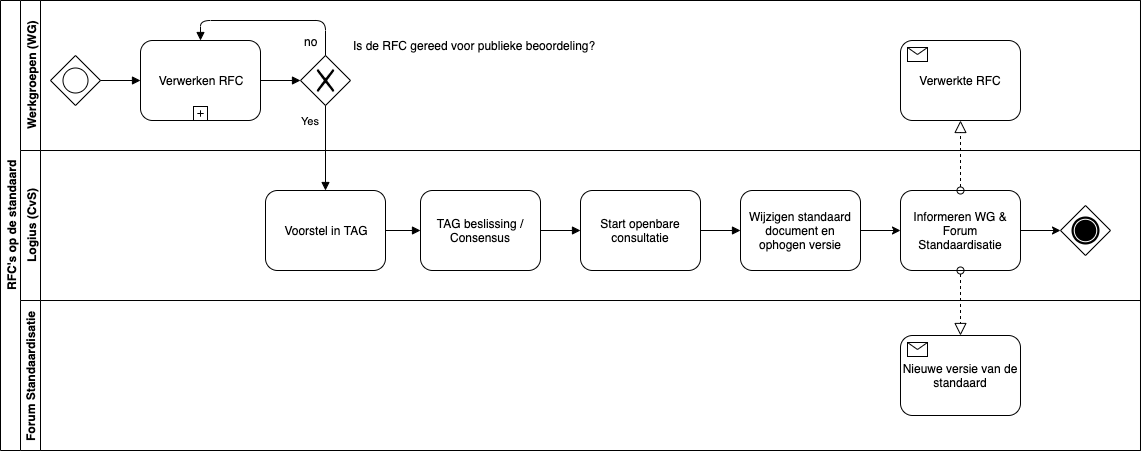 RFC's op de standaard
Werkgroepen (WG)
Verwerken RFC
+
no
Is de RFC gereed voor publieke beoordeling?
Yes
Verwerkte RFC
Logius (CvS)
Voorstel in TAG
TAG beslissing /
Consensus
Start openbare
consultatie
Wijzigen standaard
document en
ophogen versie
Informeren WG &
Forum
Standaardisatie
Forum Standaardisatie
Nieuwe versie van de
standaard